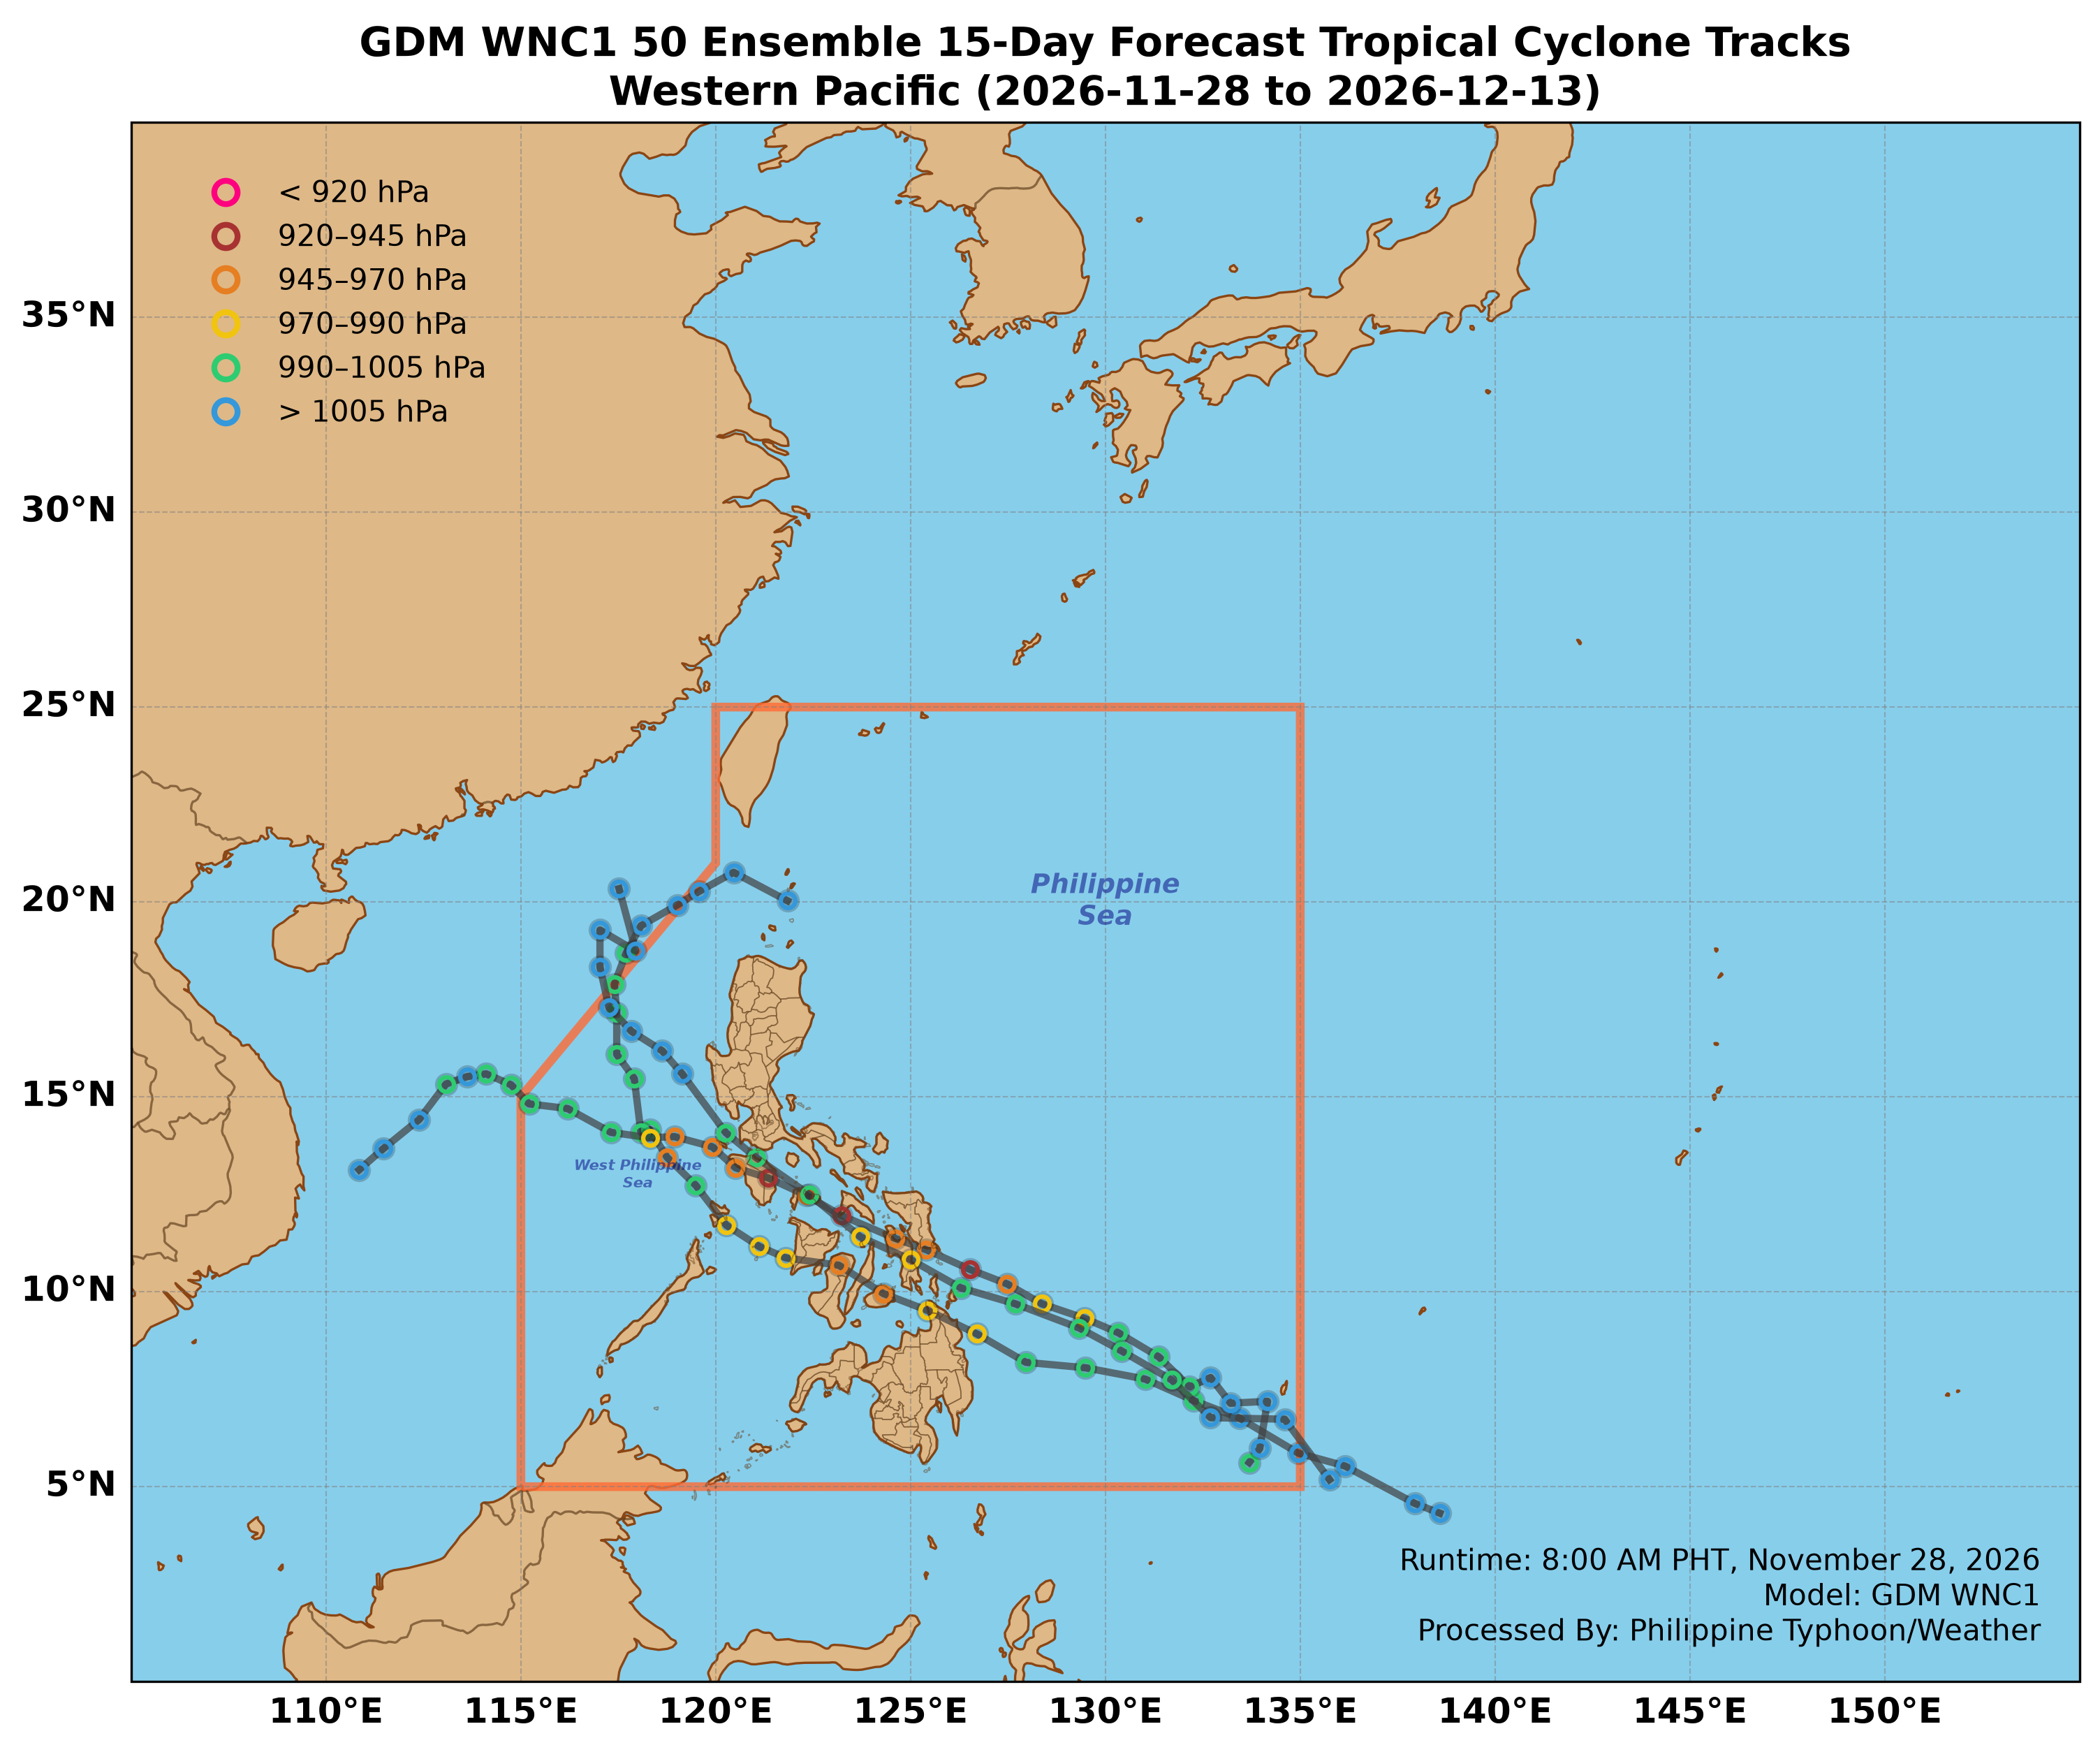 GDM WNC1 50 Ensemble 15-Day Forecast Tropical Cyclone Tracks
Western Pacific (2026-11-28 to 2026-12-13)
< 920 hPa
920–945 hPa
945–970 hPa
970–990 hPa
990–1005 hPa
> 1005 hPa
35°N
30°N
25°N
20°N
15°N
10°N
5°N
Philippine
Sea
West Philippine
Sea
Runtime: 8:00 AM PHT, November 28, 2026
Model: GDM WNC1
Processed By: Philippine Typhoon/Weather
110°E 115°E 120°E 125°E 130°E 135°E 140°E 145°E 150°E